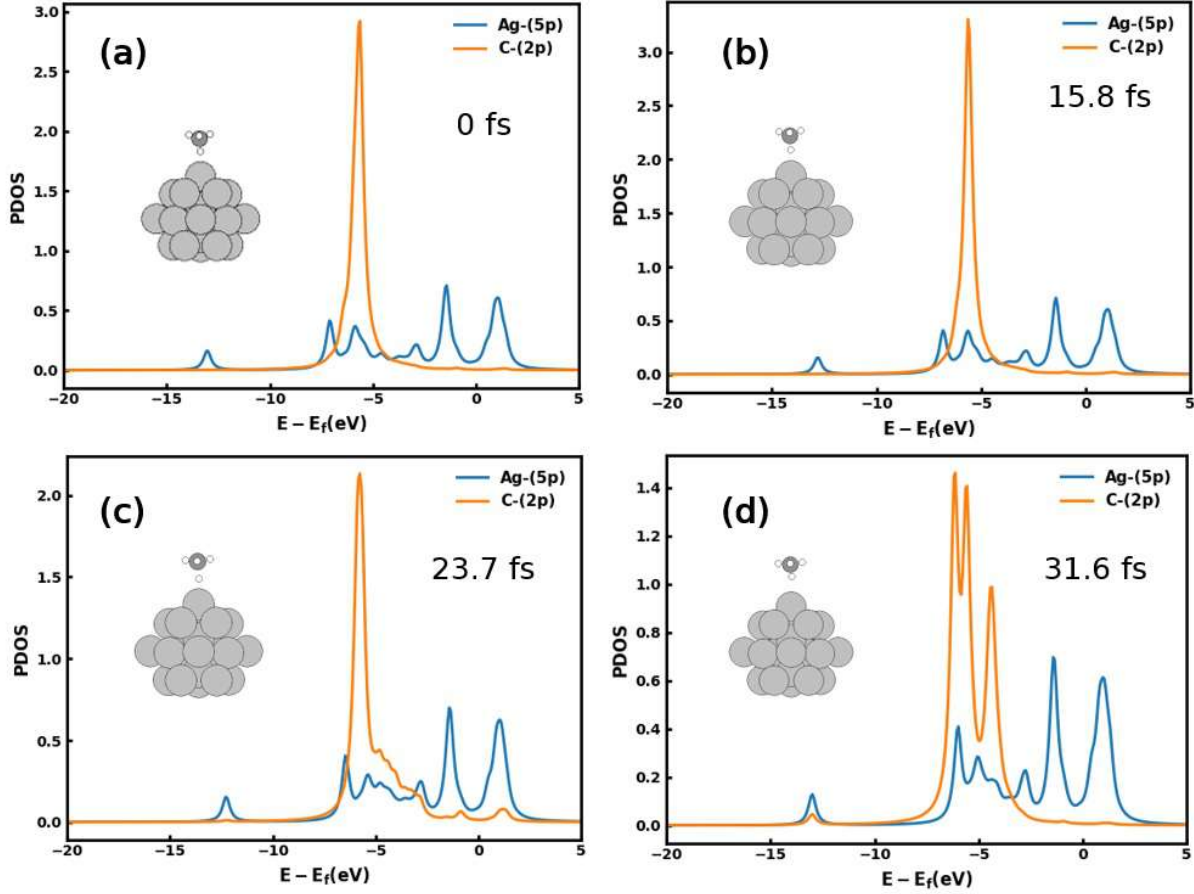 (a)
Ag-(5p)
C-(2p)
0 fs
PDOS
3.0
2.5
2.0
1.5
1.0
0.5
0.0
−20 −15 −10 −5 0 5
E − E_f(eV)
(b)
Ag-(5p)
C-(2p)
15.8 fs
PDOS
3.0
2.5
2.0
1.5
1.0
0.5
0.0
−20 −15 −10 −5 0 5
E − E_f(eV)
(c)
Ag-(5p)
C-(2p)
23.7 fs
PDOS
2.0
1.5
1.0
0.5
0.0
−20 −15 −10 −5 0 5
E − E_f(eV)
(d)
Ag-(5p)
C-(2p)
31.6 fs
PDOS
1.4
1.2
1.0
0.8
0.6
0.4
0.2
0.0
−20 −15 −10 −5 0 5
E − E_f(eV)